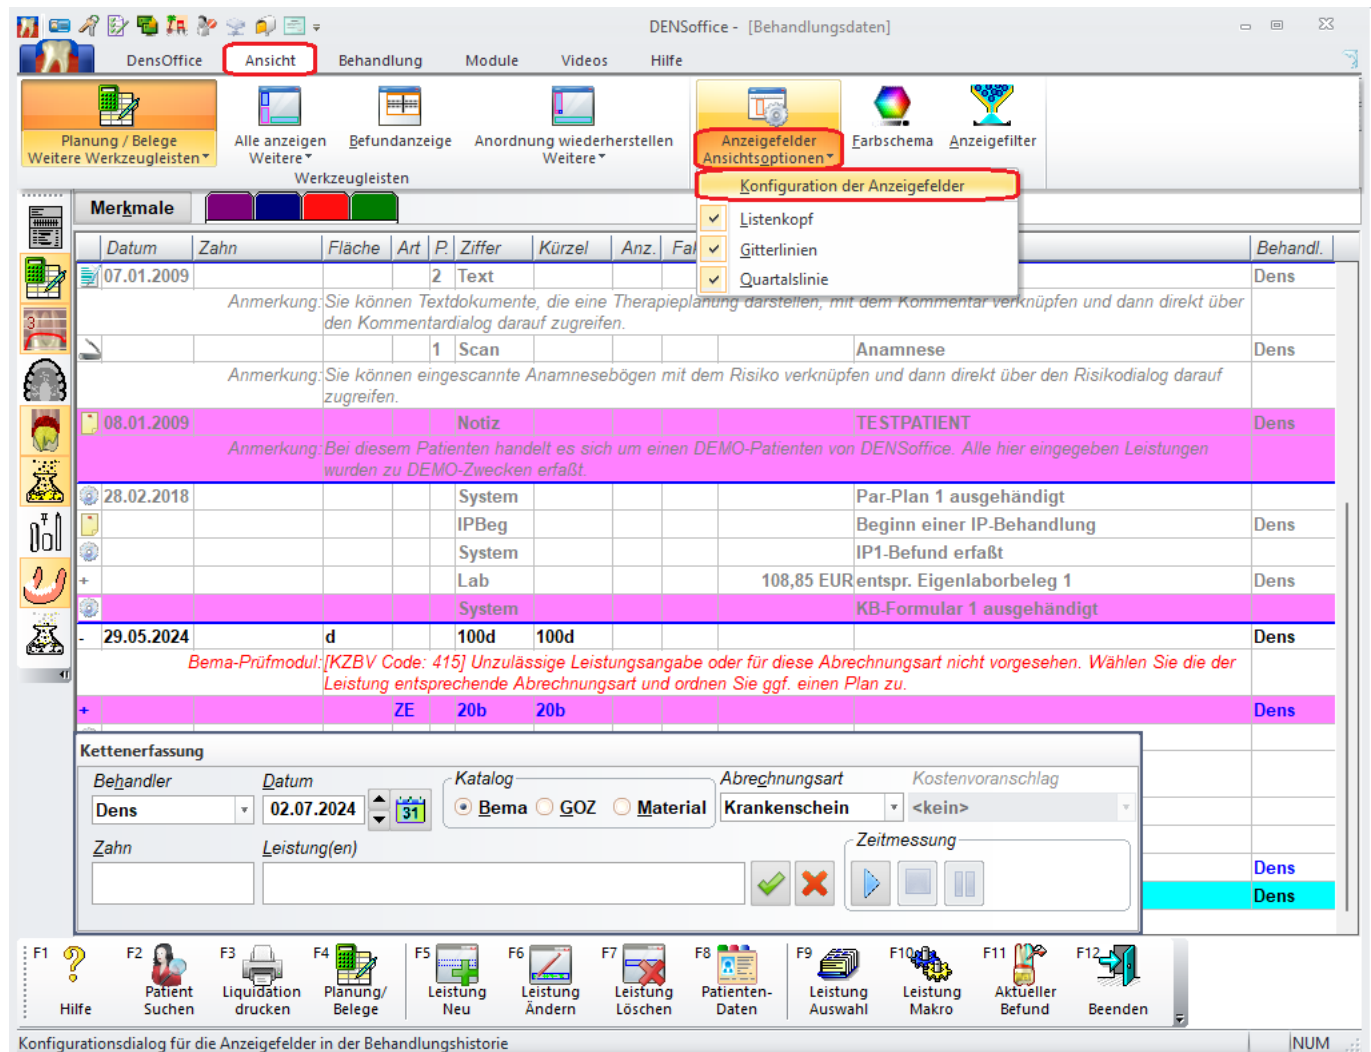 DENSoffice - [Behandlungsdaten]
DensOffice Ansicht Behandlung Module Videos Hilfe
Planung / Belege
Weitere Werkzeugleisten
Alle anzeigen
Weitere
Befundanzeige
Anordnung wiederherstellen
Weitere
Werkzeugleisten
Anzeigefelder
Ansichtsoptionen
Farbschema
Anzeigefilter
Konfiguration der Anzeigefelder
Listenkopf
Gitterlinien
Quartalslinie
Merkmale
Datum Zahn Fläche Art P. Ziffer Kürzel Anz. Behandl.
07.01.2009 2 Text Dens
Anmerkung: Sie können Textdokumente, die eine Therapieplanung darstellen, mit dem Kommentar verknüpfen und dann direkt über
den Kommentardialog darauf zugreifen.
1 Scan Anamnese Dens
Anmerkung: Sie können eingescannte Anamnesebögen mit dem Risiko verknüpfen und dann direkt über den Risikodialog darauf
zugreifen.
08.01.2009 Notiz TESTPATIENT Dens
Anmerkung: Bei diesem Patienten handelt es sich um einen DEMO-Patienten von DENSoffice. Alle hier eingegeben Leistungen
wurden zu DEMO-Zwecken erfaßt.
28.02.2018 System Par-Plan 1 ausgehändigt
IPBeg Beginn einer IP-Behandlung Dens
System IP1-Befund erfaßt
+ Lab 108,85 EUR entspr. Eigenlaborbeleg 1 Dens
System KB-Formular 1 ausgehändigt
- 29.05.2024 d 100d 100d Dens
Bema-Prüfmodul: [KZBV Code: 415] Unzulässige Leistungsangabe oder für diese Abrechnungsart nicht vorgesehen. Wählen Sie die der
Leistung entsprechende Abrechnungsart und ordnen Sie ggf. einen Plan zu.
+ ZE 20b 20b Dens
Kettenerfassung
Behandler Datum Katalog Abrechnungsart Kostenvoranschlag
Dens 02.07.2024 31 Bema GOZ Material Krankenschein <kein>
Zahn Leistung(en) Zeitmessung
Dens
Dens
F1 Hilfe
F2 Patient
Suchen
F3 Liquidation
drucken
F4 Planung/
Belege
F5 Leistung
Neu
F6 Leistung
Ändern
F7 Leistung
Löschen
F8 Patienten-
Daten
F9 Leistung
Auswahl
F10 Leistung
Makro
F11 Aktueller
Befund
F12 Beenden
Konfigurationsdialog für die Anzeigefelder in der Behandlungshistorie NUM